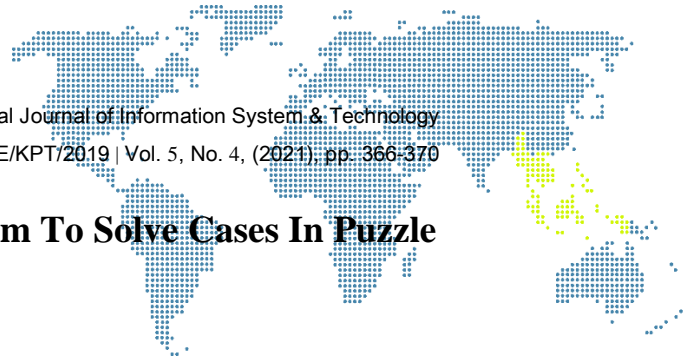 al Journal of Information System & Technology
E/KPT/2019 | Vol. 5, No. 4, (2021), pp. 366-370
m To Solve Cases In Puzzle